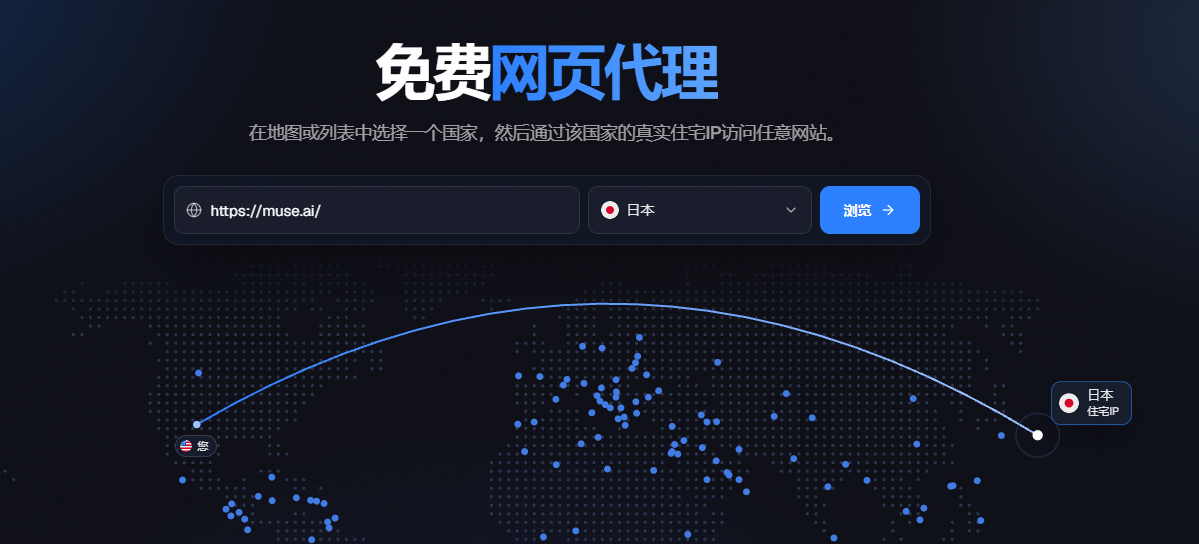 免费网页代理
在地图或列表中选择一个国家，然后通过该国家的真实住宅IP访问任意网站。
https://muse.ai/
日本
浏览 →
日本
住宅IP
您